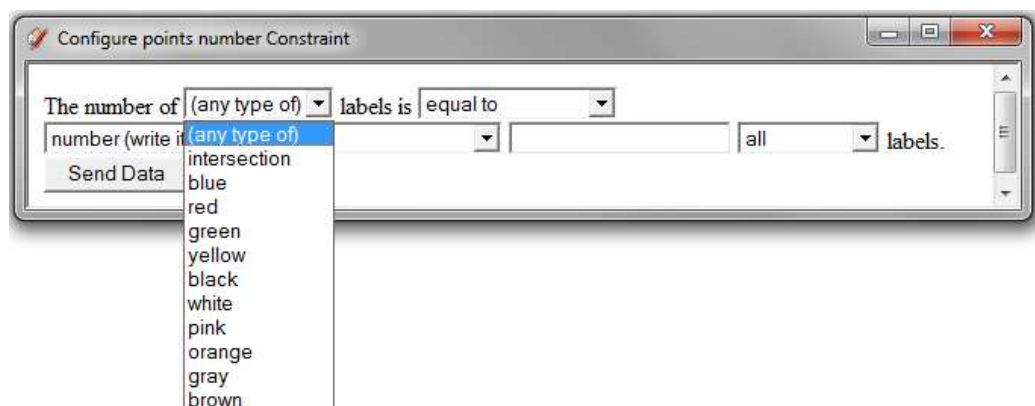 Configure points number Constraint
The number of (any type of) labels is equal to
number (write i all labels.
Send Data
(any type of)
intersection
blue
red
green
yellow
black
white
pink
orange
gray
brown